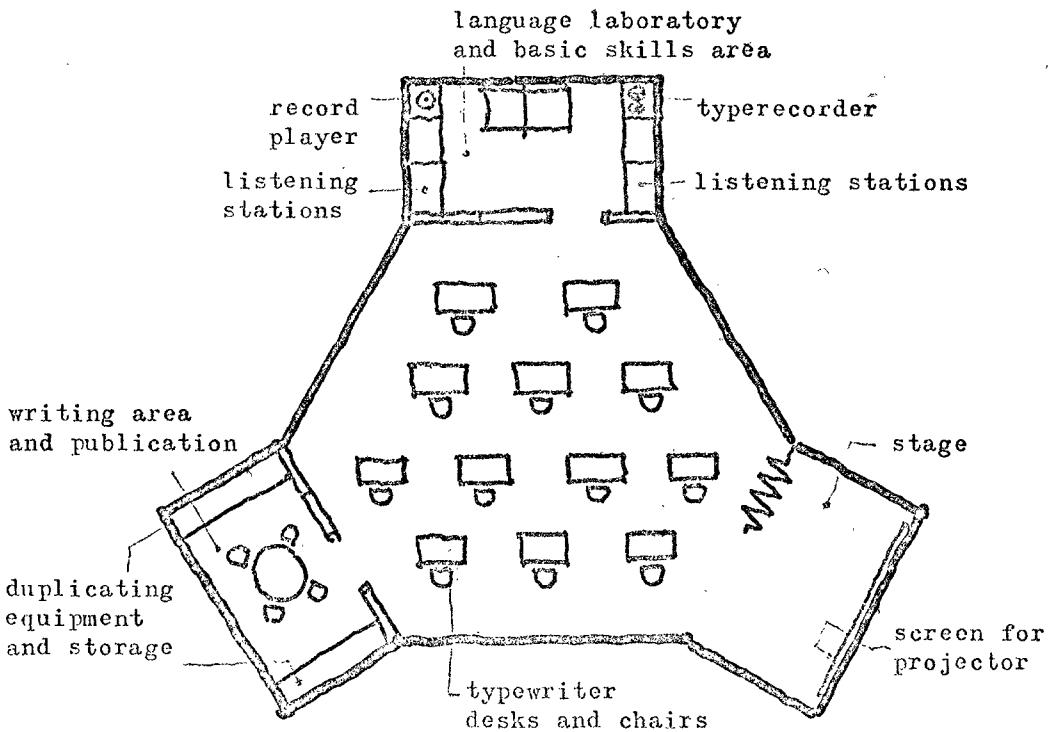 language laboratory
and basic skills area
record
player
typerecorder
listening
stations
listening stations
writing area
and publication
stage
duplicating
equipment
and storage
screen for
projector
typewriter
desks and chairs